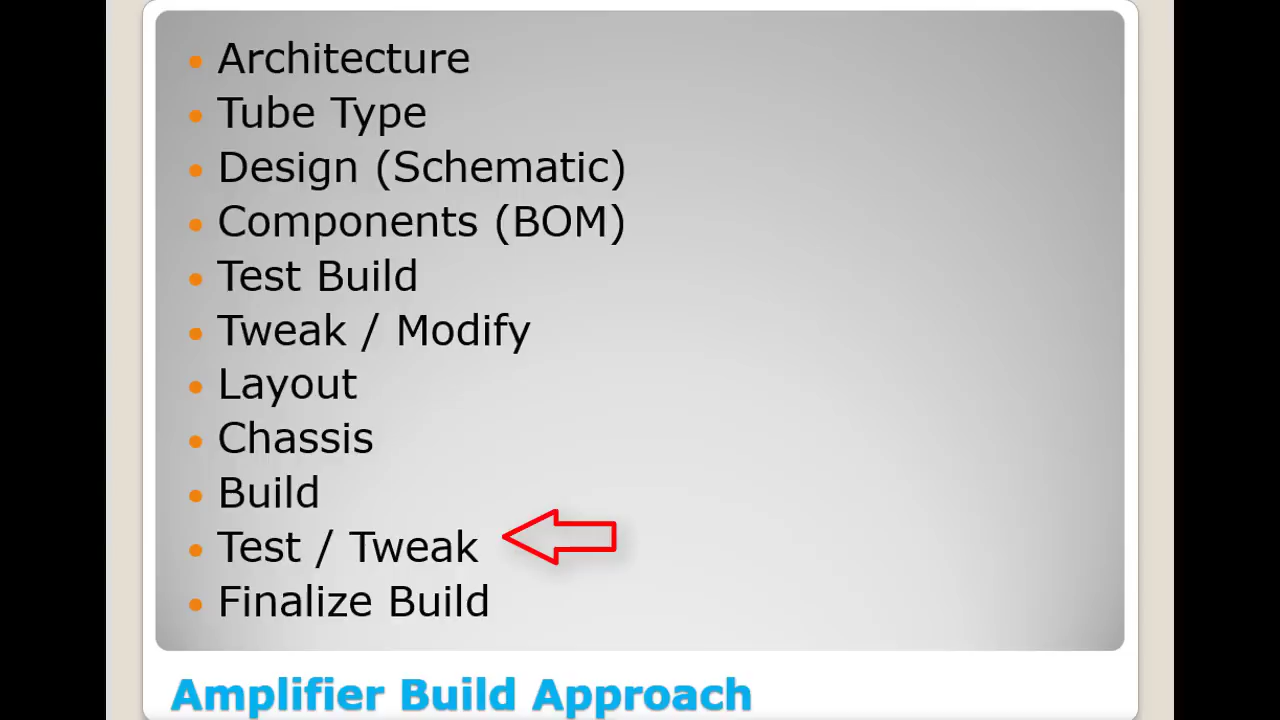 Architecture
Tube Type
Design (Schematic)
Components (BOM)
Test Build
Tweak / Modify
Layout
Chassis
Build
Test / Tweak
Finalize Build
Amplifier Build Approach